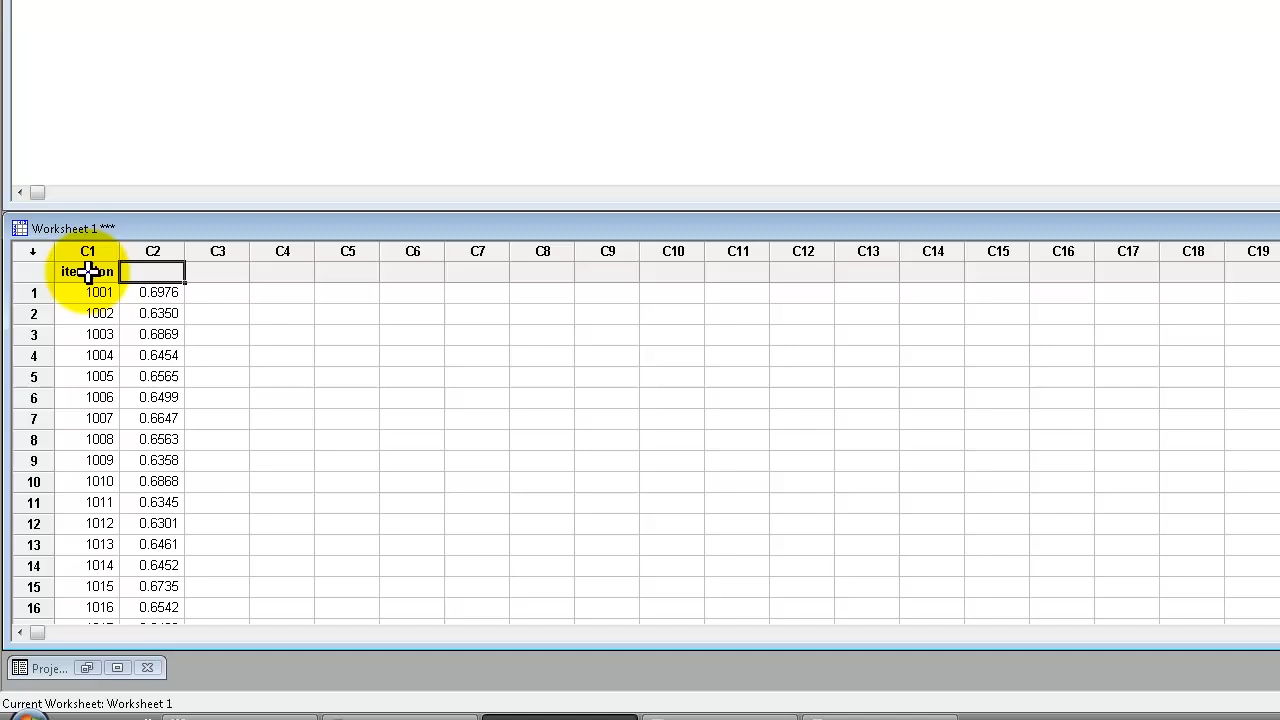 Worksheet 1 ***
C1 C2 C3 C4 C5 C6 C7 C8 C9 C10 C11 C12 C13 C14 C15 C16 C17 C18 C19
1 1001 0.6976
2 1002 0.6350
3 1003 0.6869
4 1004 0.6454
5 1005 0.6565
6 1006 0.6499
7 1007 0.6647
8 1008 0.6563
9 1009 0.6358
10 1010 0.6868
11 1011 0.6345
12 1012 0.6301
13 1013 0.6461
14 1014 0.6452
15 1015 0.6735
16 1016 0.6542
Proje...
Current Worksheet: Worksheet 1